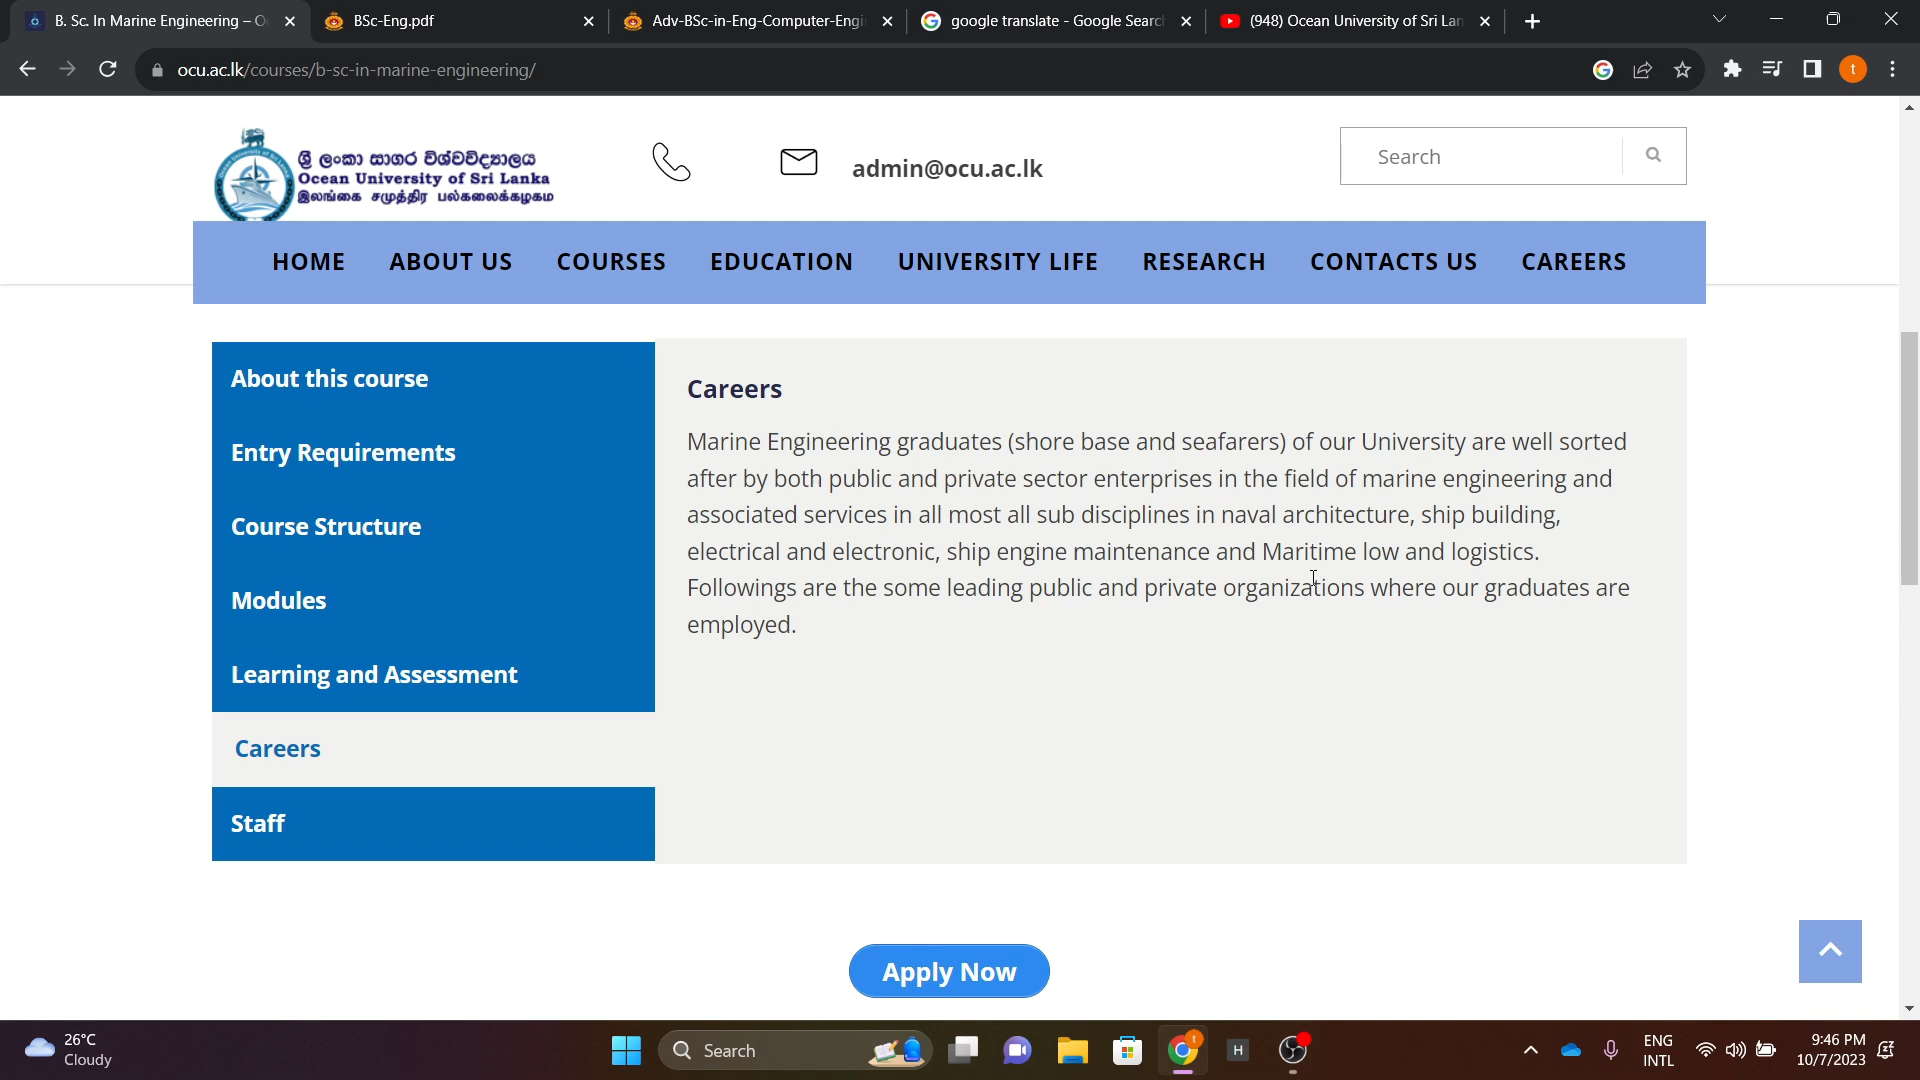 B. Sc. In Marine Engineering – O
BSc-Eng.pdf
Adv-BSc-in-Eng-Computer-Engi
google translate - Google Search
(948) Ocean University of Sri Lan
ocu.ac.lk/courses/b-sc-in-marine-engineering/
t
ශ්‍රී ලංකා සාගර විශ්වවිද්‍යාලය
Ocean University of Sri Lanka
இலங்கை சமுத்திர பல்கலைக்கழகம்
admin@ocu.ac.lk
Search
HOME ABOUT US COURSES EDUCATION UNIVERSITY LIFE RESEARCH CONTACTS US CAREERS
About this course
Entry Requirements
Course Structure
Modules
Learning and Assessment
Careers
Staff
Careers
Marine Engineering graduates (shore base and seafarers) of our University are well sorted
after by both public and private sector enterprises in the field of marine engineering and
associated services in all most all sub disciplines in naval architecture, ship building,
electrical and electronic, ship engine maintenance and Maritime low and logistics.
Followings are the some leading public and private organizations where our graduates are
employed.
Apply Now
26°C
Cloudy
Search
H
ENG
INTL
9:46 PM
10/7/2023